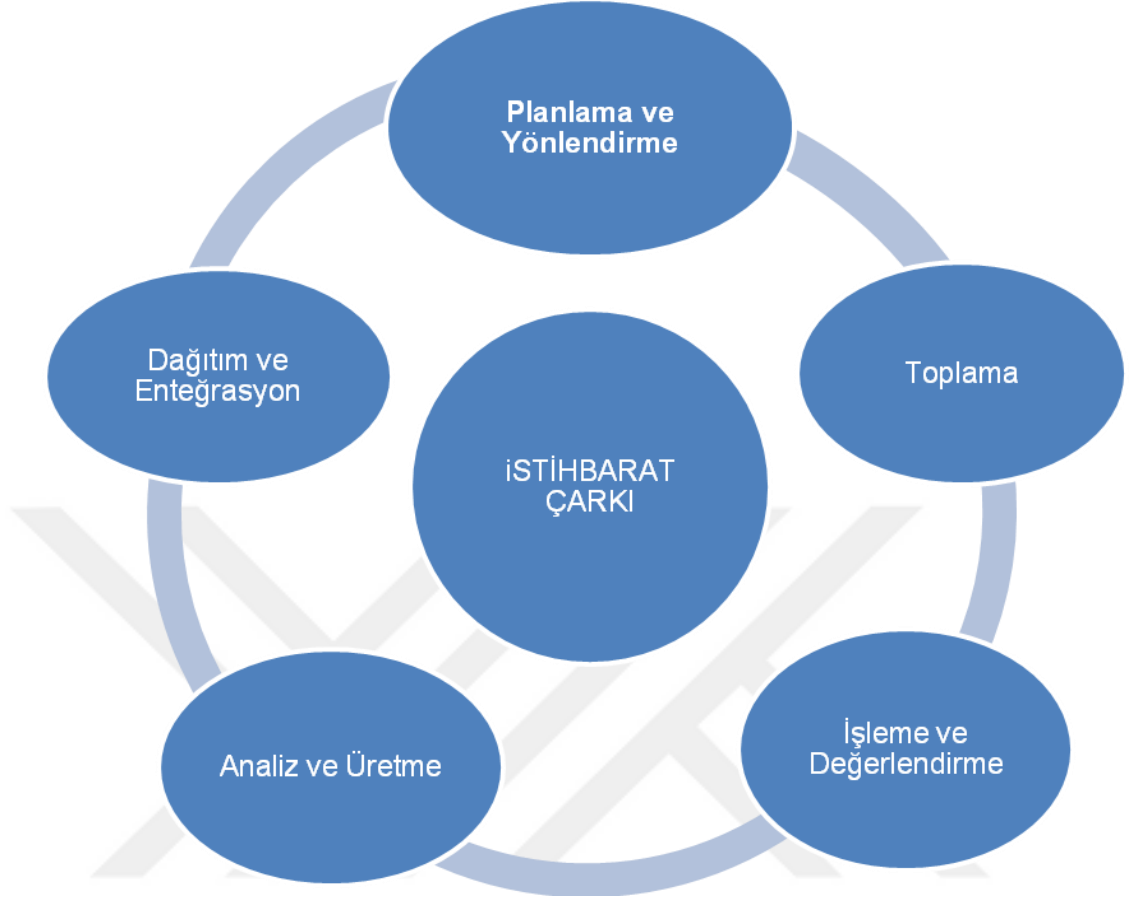 Planlama ve
Yönlendirme
Toplama
İşleme ve
Değerlendirme
Analiz ve Üretme
Dağıtım ve
Enteğrasyon
iSTİHBARAT
ÇARKI